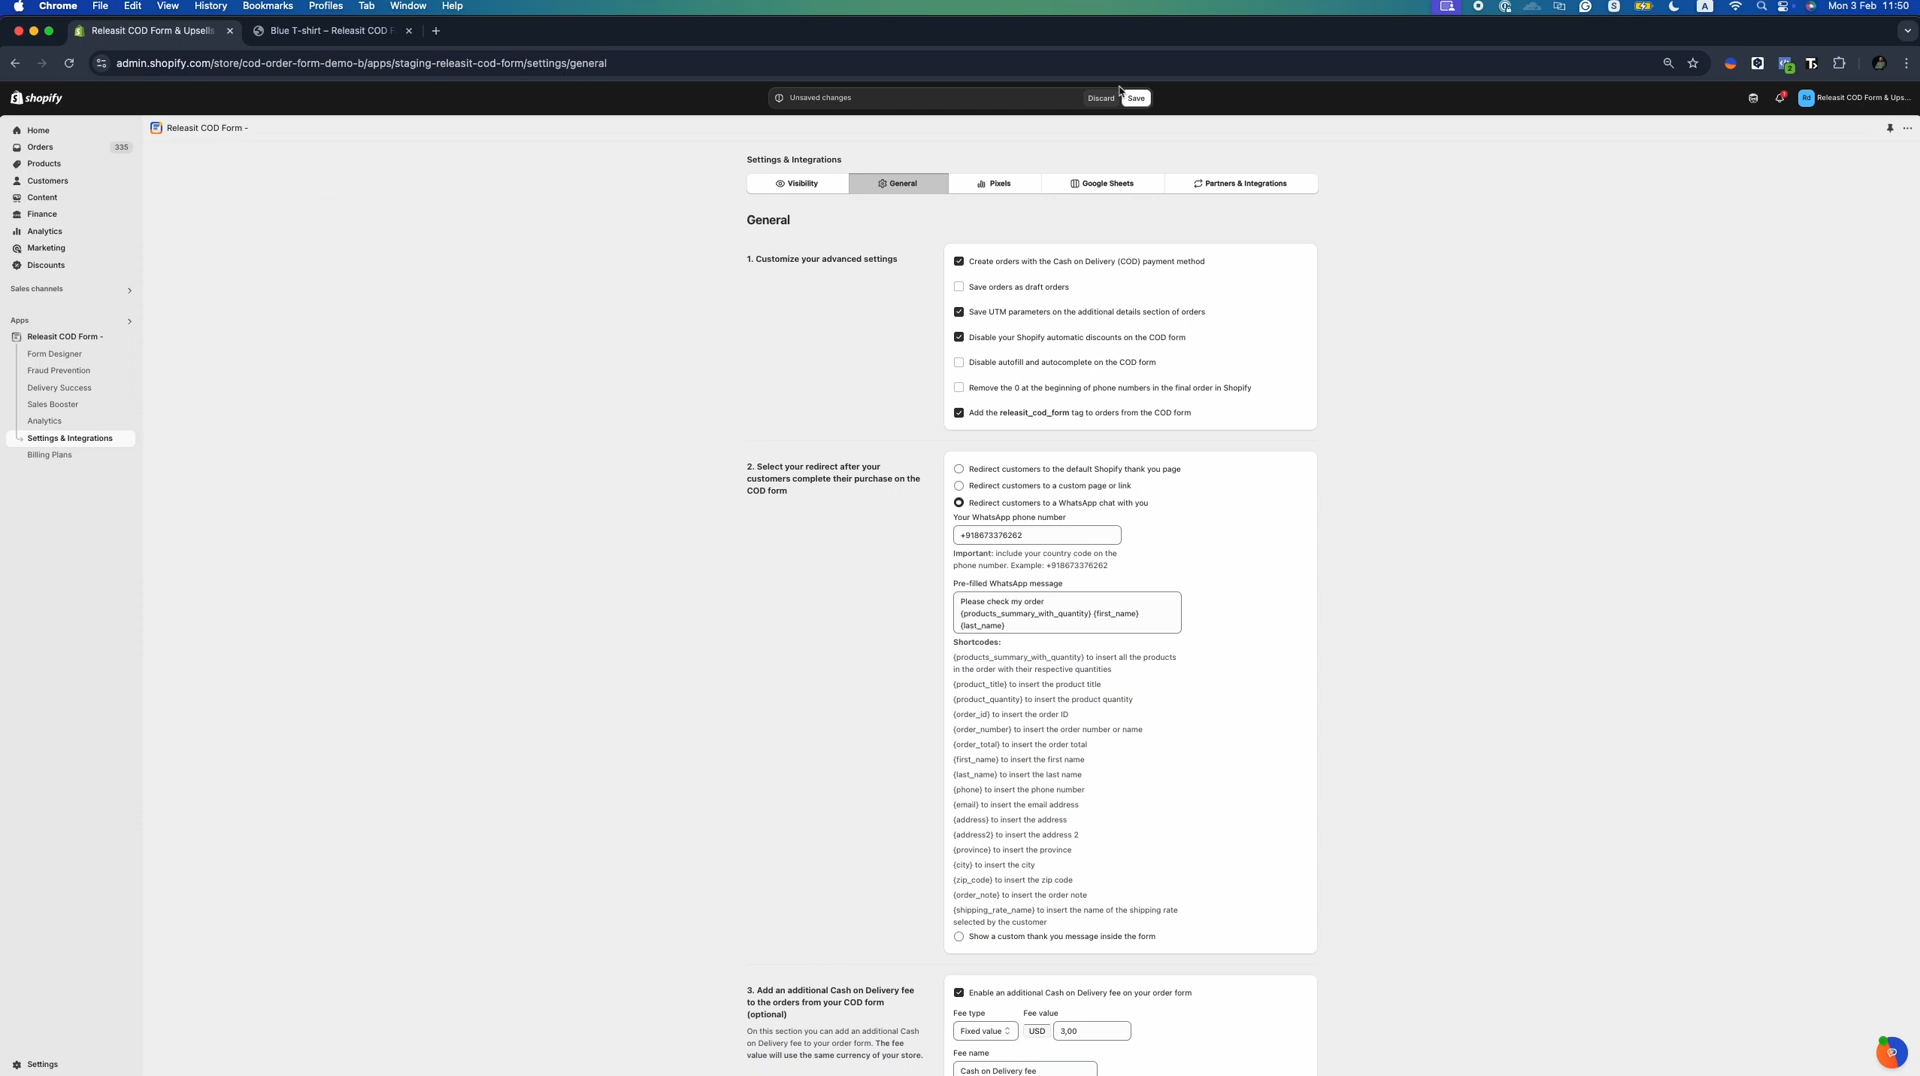 Chrome File Edit View History Bookmarks Profiles Tab Window Help
Mon 3 Feb 11:50
Releasit COD Form & Upsells
Blue T-shirt – Releasit COD F
admin.shopify.com/store/cod-order-form-demo-b/apps/staging-releasit-cod-form/settings/general
shopify
Unsaved changes
Discard
Save
Rd
Releasit COD Form & Ups...
Home
Orders 335
Products
Customers
Content
Finance
Analytics
Marketing
Discounts
Sales channels
Apps
Releasit COD Form -
Form Designer
Fraud Prevention
Delivery Success
Sales Booster
Analytics
Settings & Integrations
Billing Plans
Settings
Releasit COD Form -
Settings & Integrations
Visibility
General
Pixels
Google Sheets
Partners & Integrations
General
1. Customize your advanced settings
Create orders with the Cash on Delivery (COD) payment method
Save orders as draft orders
Save UTM parameters on the additional details section of orders
Disable your Shopify automatic discounts on the COD form
Disable autofill and autocomplete on the COD form
Remove the 0 at the beginning of phone numbers in the final order in Shopify
Add the releasit_cod_form tag to orders from the COD form
2. Select your redirect after your
customers complete their purchase on the
COD form
Redirect customers to the default Shopify thank you page
Redirect customers to a custom page or link
Redirect customers to a WhatsApp chat with you
Your WhatsApp phone number
+918673376262
Important: include your country code on the
phone number. Example: +918673376262
Pre-filled WhatsApp message
Please check my order
{products_summary_with_quantity} {first_name}
{last_name}
Shortcodes:
{products_summary_with_quantity} to insert all the products
in the order with their respective quantities
{product_title} to insert the product title
{product_quantity} to insert the product quantity
{order_id} to insert the order ID
{order_number} to insert the order number or name
{order_total} to insert the order total
{first_name} to insert the first name
{last_name} to insert the last name
{phone} to insert the phone number
{email} to insert the email address
{address} to insert the address
{address2} to insert the address 2
{province} to insert the province
{city} to insert the city
{zip_code} to insert the zip code
{order_note} to insert the order note
{shipping_rate_name} to insert the name of the shipping rate
selected by the customer
Show a custom thank you message inside the form
3. Add an additional Cash on Delivery fee
to the orders from your COD form
(optional)
On this section you can add an additional Cash
on Delivery fee to your order form. The fee
value will use the same currency of your store.
Enable an additional Cash on Delivery fee on your order form
Fee type Fee value
Fixed value USD 3,00
Fee name
Cash on Delivery fee